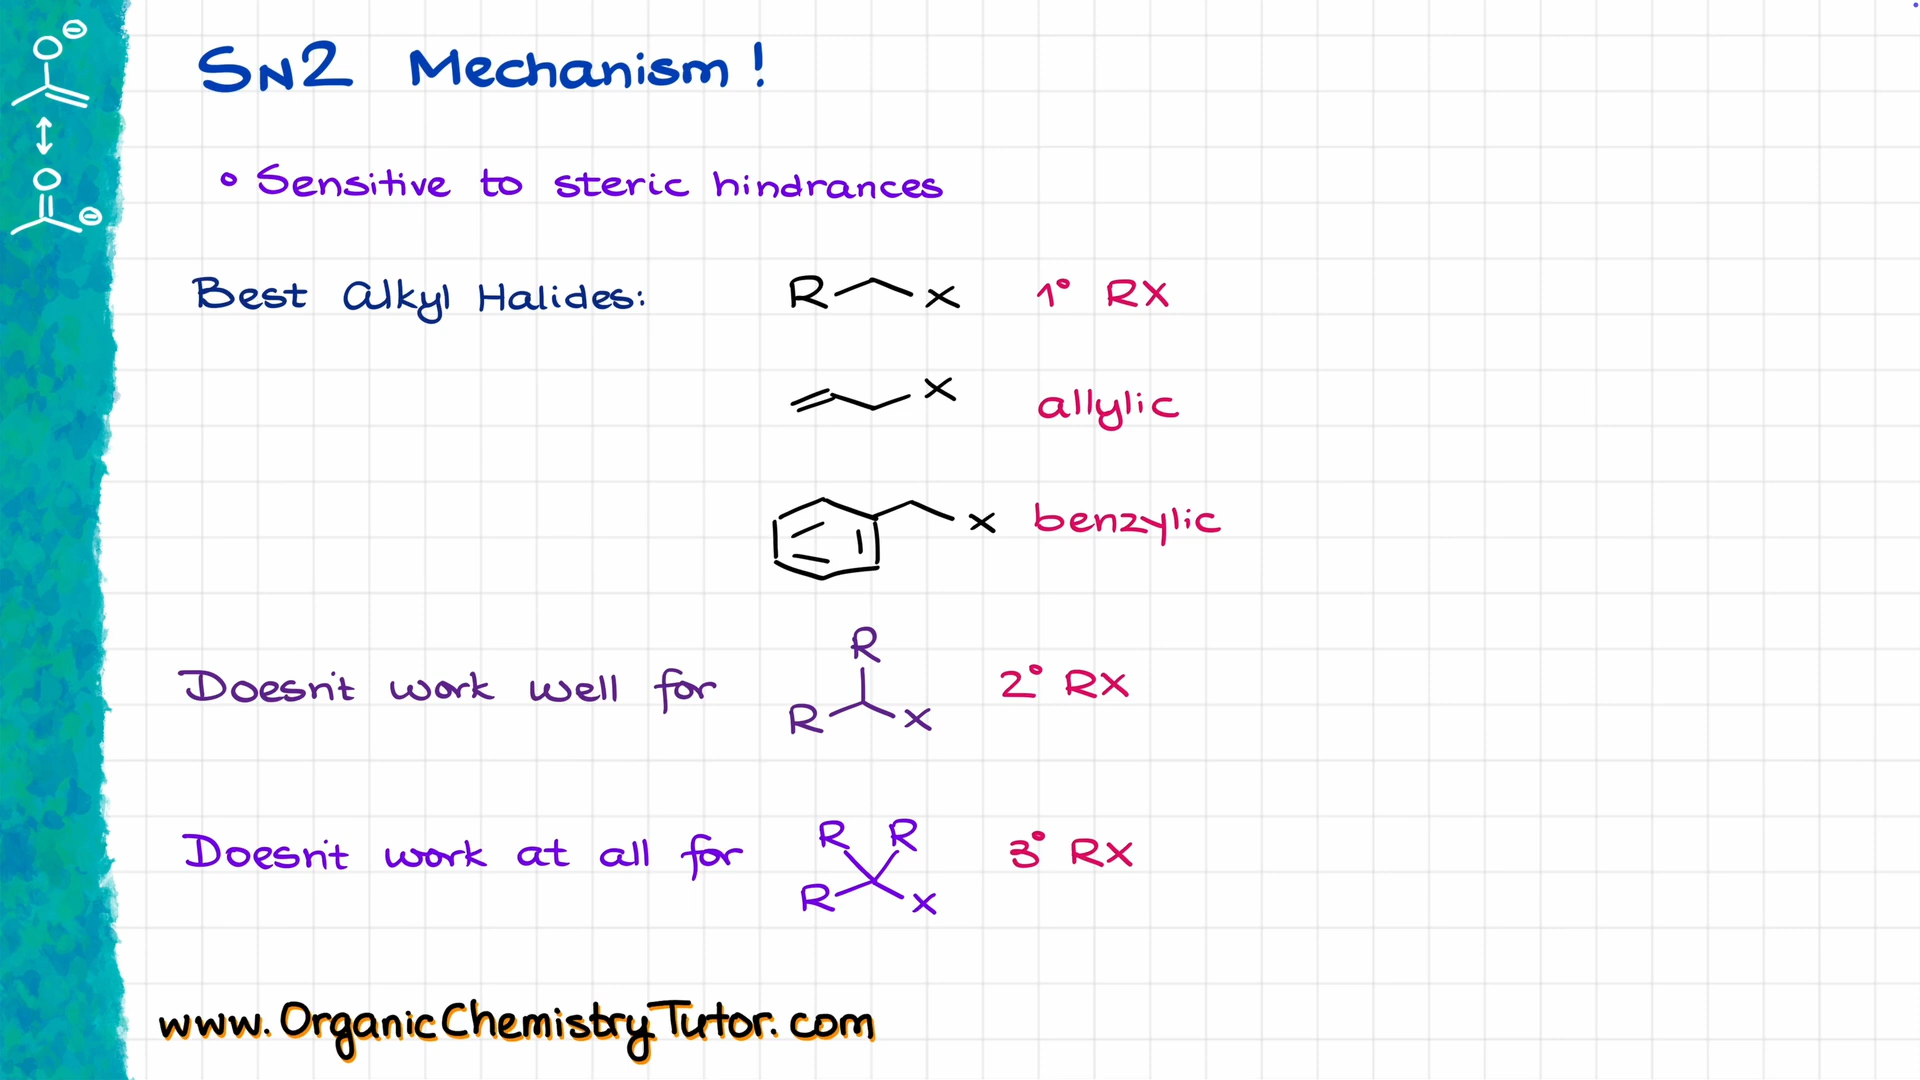 SN2 Mechanism!
• Sensitive to steric hindrances
Best Alkyl Halides: R X 1° RX
X allylic
X benzylic
R
Doesn't work well for R X 2° RX
R R
Doesn't work at all for R X 3° RX
www.OrganicChemistryTutor.com
O ⊖
O ⊖